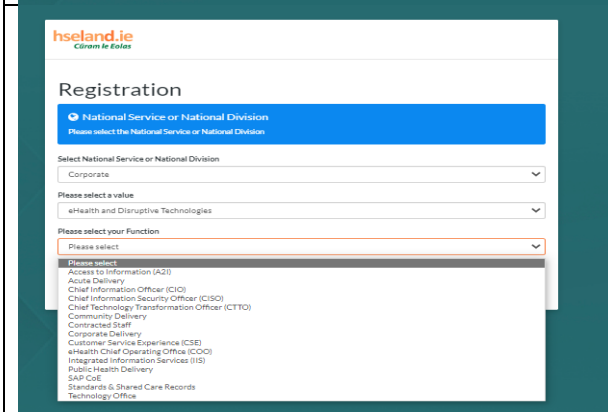 hseland.ie
Cúram le Eolas
Registration
National Service or National Division
Please select the National Service or National Division
Select National Service or National Division
Corporate
Please select a value
eHealth and Disruptive Technologies
Please select your Function
Please select
Please select
Access to Information (A2I)
Acute Delivery
Chief Information Officer (CIO)
Chief Information Security Officer (CISO)
Chief Technology Transformation Officer (CTTO)
Community Delivery
Contracted Staff
Corporate Delivery
Customer Service Experience (CSE)
eHealth Chief Operating Office (COO)
Integrated Information Services (IIS)
Public Health Delivery
SAP CoE
Standards & Shared Care Records
Technology Office